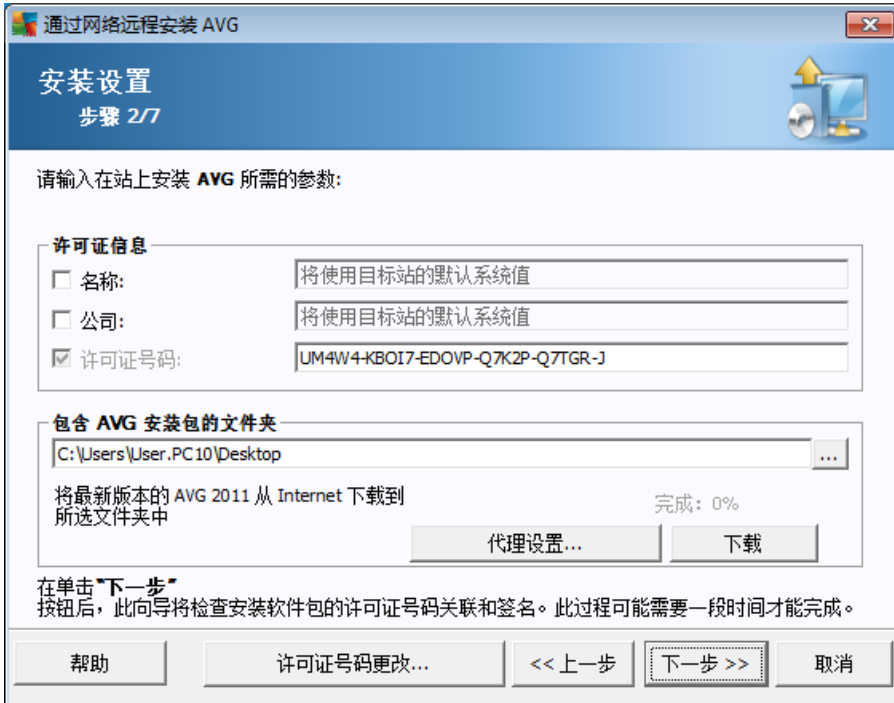 通过网络远程安装 AVG
安装设置
步骤 2/7
请输入在站上安装 AVG 所需的参数:
许可证信息
名称:
将使用目标站的默认系统值
公司:
将使用目标站的默认系统值
许可证号码:
UM4W4-KBOI7-EDOVP-Q7K2P-Q7TGR-J
包含 AVG 安装包的文件夹
C:\Users\User.PC10\Desktop
...
将最新版本的 AVG 2011 从 Internet 下载到
所选文件夹中
完成: 0%
代理设置...
下载
在单击"下一步"
按钮后，此向导将检查安装软件包的许可证号码关联和签名。此过程可能需要一段时间才能完成。
帮助
许可证号码更改...
<< 上一步
下一步 >>
取消